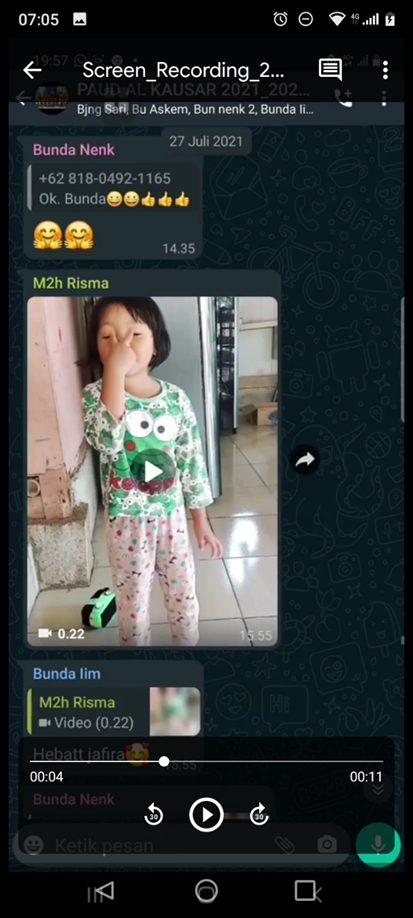 07:05
4G
19:57
Screen_Recording_2...
PAUD AL KAUSAR 2021_202...
Bjng Sari, Bu Askem, Bun nenk 2, Bunda Ii...
27 Juli 2021
Bunda Nenk
+62 818-0492-1165
Ok. Bunda😄😄👍👍👍
🤗🤗
14.35
M2h Risma
keoppi
0.22
15.55
Bunda Iim
M2h Risma
Video (0.22)
Hebatt jafira🥰
15.55
00:04
00:11
Bunda Nenk
30
30
Ketik pesan